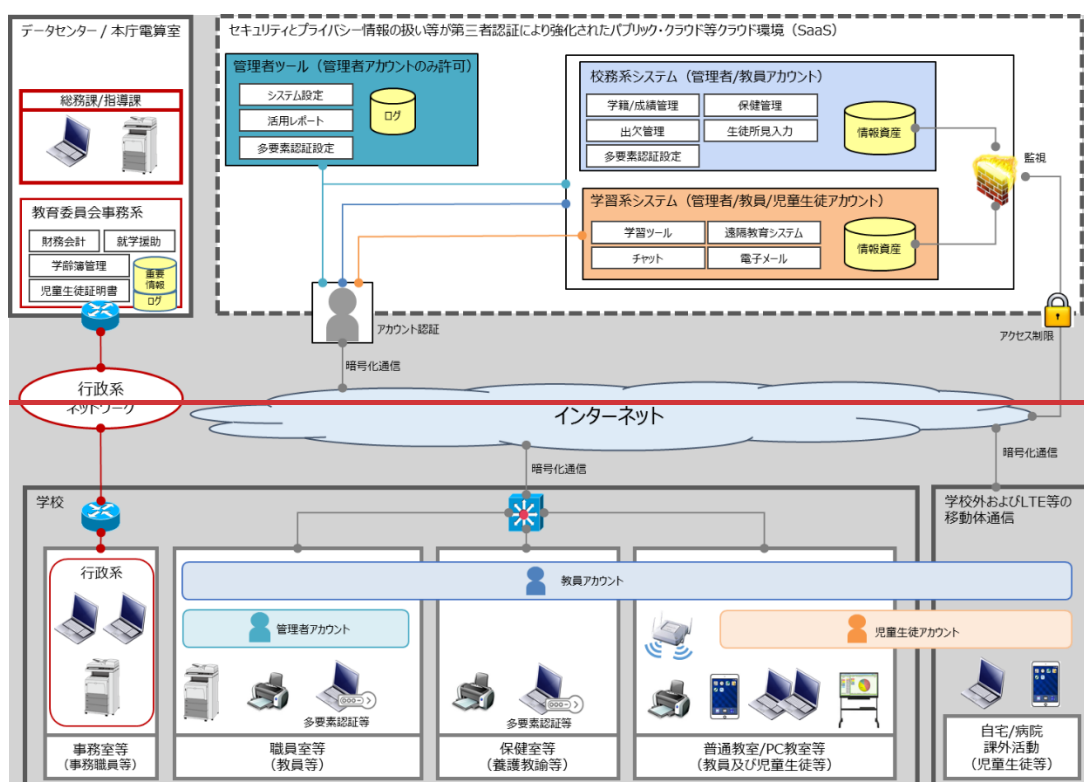 データセンター / 本庁電算室
総務課/指導課
教育委員会事務系
財務会計
就学援助
学齢簿管理
児童生徒証明書
重要
情報
ログ
セキュリティとプライバシー情報の扱い等が第三者認証により強化されたパブリック・クラウド等クラウド環境（SaaS）
管理者ツール（管理者アカウントのみ許可）
システム設定
活用レポート
多要素認証設定
ログ
校務系システム（管理者/教員アカウント）
学籍/成績管理
保健管理
出欠管理
生徒所見入力
多要素認証設定
情報資産
学習系システム（管理者/教員/児童生徒アカウント）
学習ツール
遠隔教育システム
チャット
電子メール
情報資産
監視
アカウント認証
アクセス制限
暗号化通信
行政系
ネットワーク
インターネット
暗号化通信
暗号化通信
学校
学校外およびLTE等の
移動体通信
行政系
教員アカウント
管理者アカウント
児童生徒アカウント
多要素認証等
多要素認証等
事務室等
（事務職員等）
職員室等
（教員等）
保健室等
（養護教諭等）
普通教室/PC教室等
（教員及び児童生徒等）
自宅/病院
課外活動
（児童生徒等）